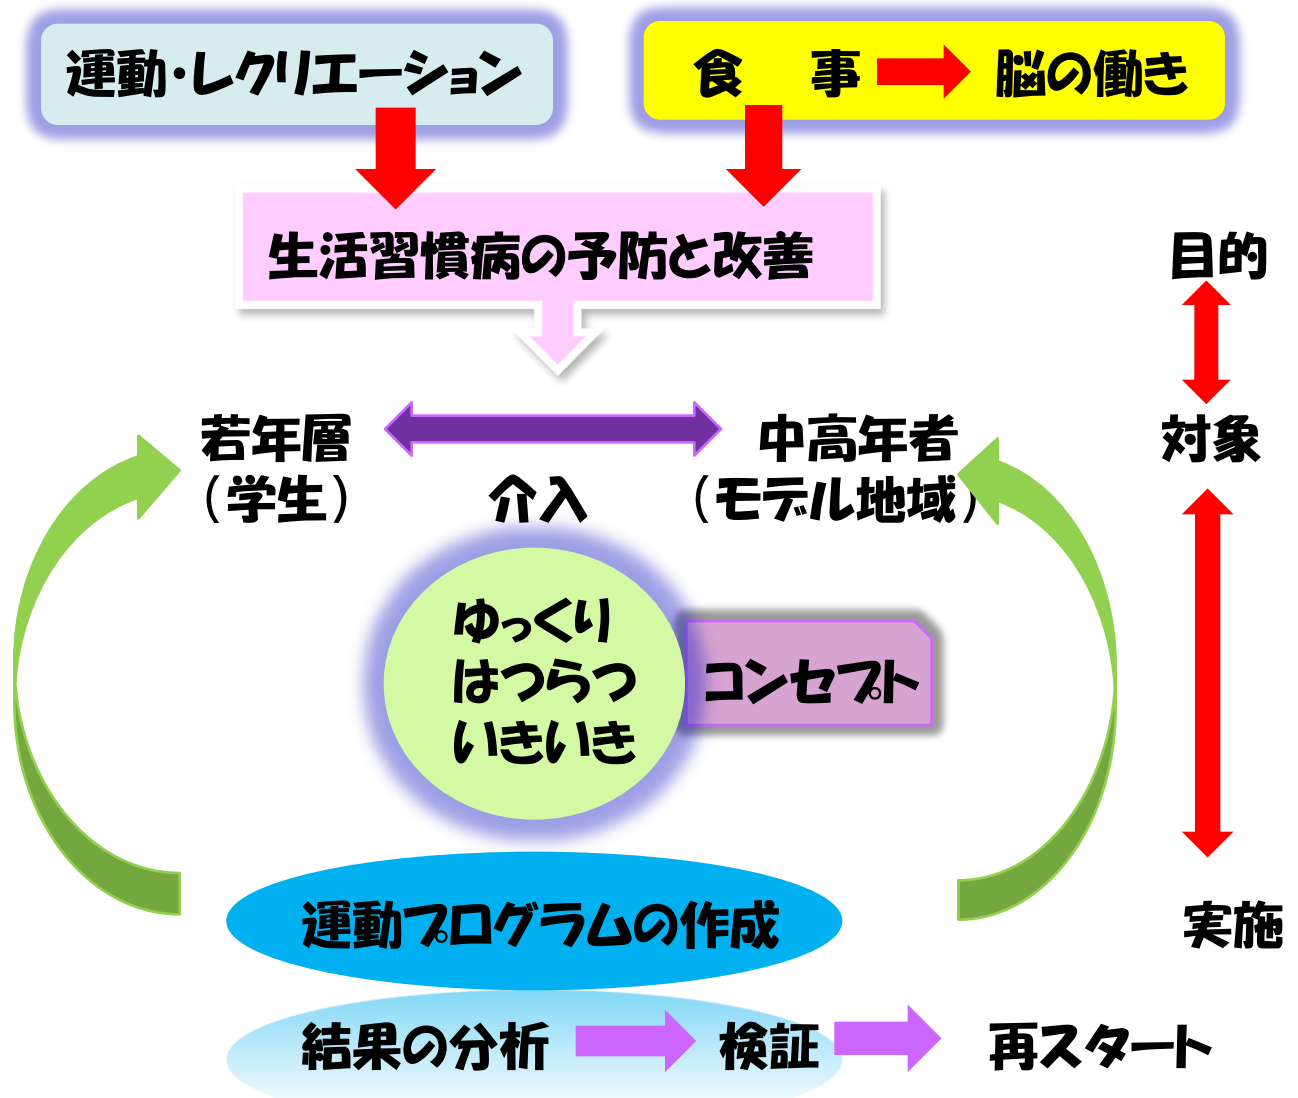 運動・レクリエーション
食　事
脳の働き
生活習慣病の予防と改善
目的
若年層
（学生）
介入
中高年者
（モデル地域）
対象
ゆっくり
はつらつ
いきいき
コンセプト
運動プログラムの作成
実施
結果の分析
検証
再スタート